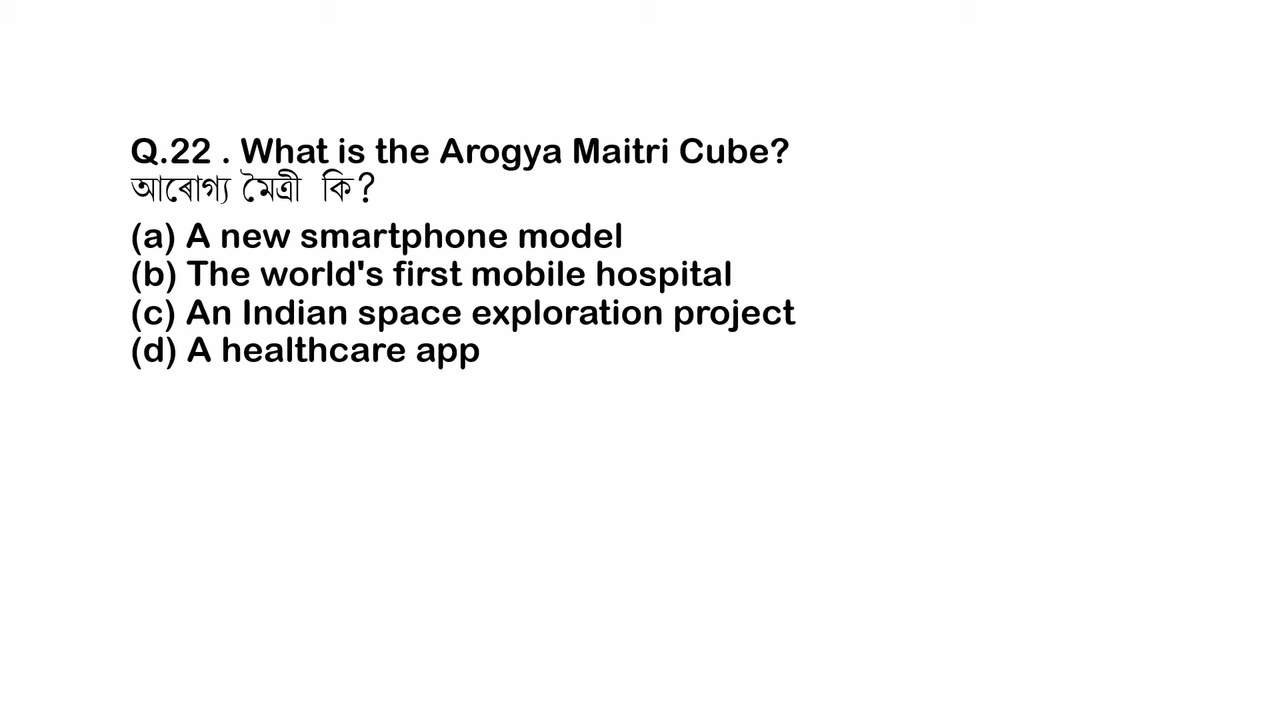 Q.22 . What is the Arogya Maitri Cube?
আৰোগ্য মৈত্ৰী কি?
(a) A new smartphone model
(b) The world's first mobile hospital
(c) An Indian space exploration project
(d) A healthcare app